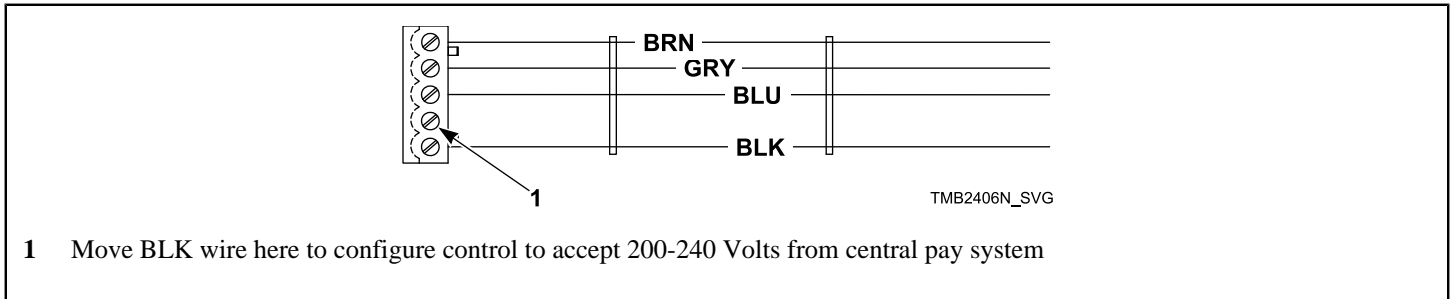 BRN
GRY
BLU
BLK
1
TMB2406N_SVG
1 Move BLK wire here to configure control to accept 200-240 Volts from central pay system